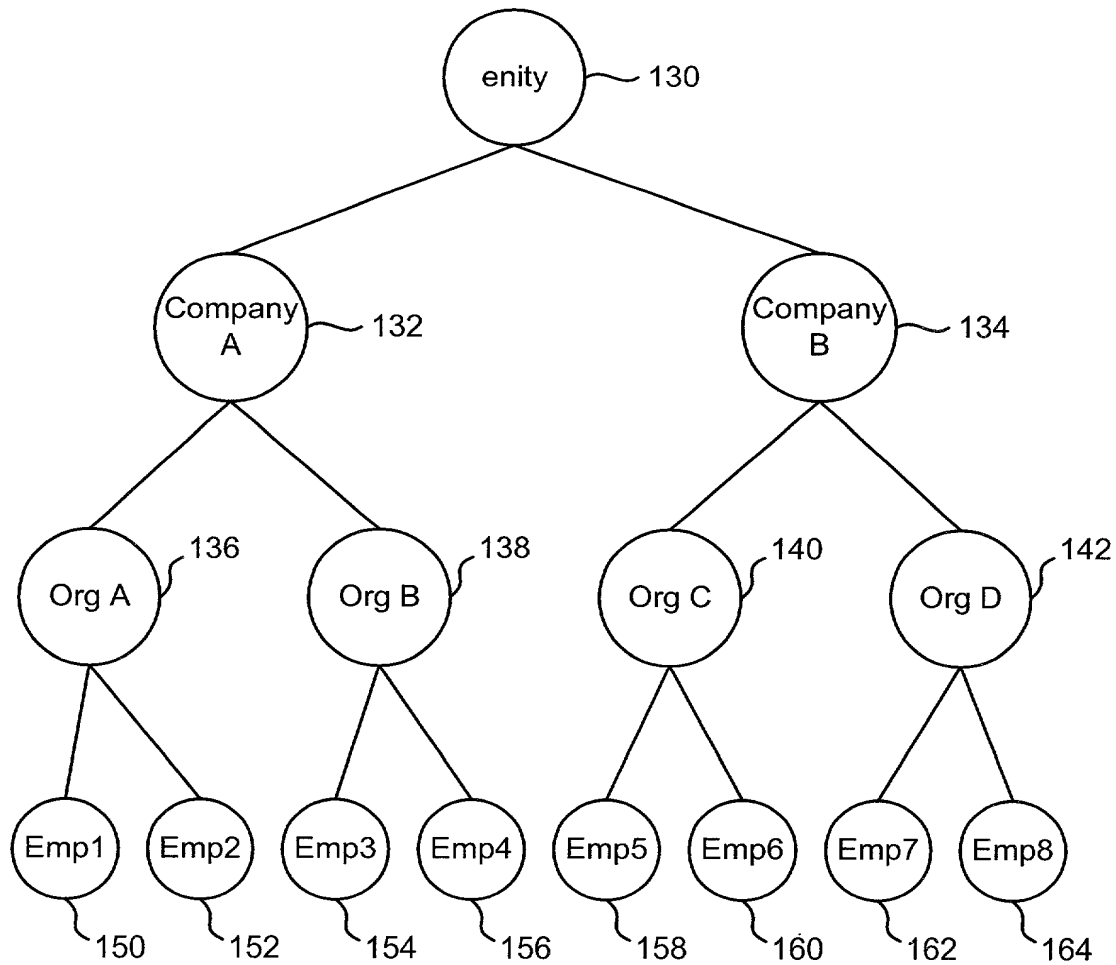 enity 130
Company
A
132
Company
B
134
136
138
140
142
Org A
Org B
Org C
Org D
Emp1
Emp2
Emp3
Emp4
Emp5
Emp6
Emp7
Emp8
150
152
154
156
158
160
162
164